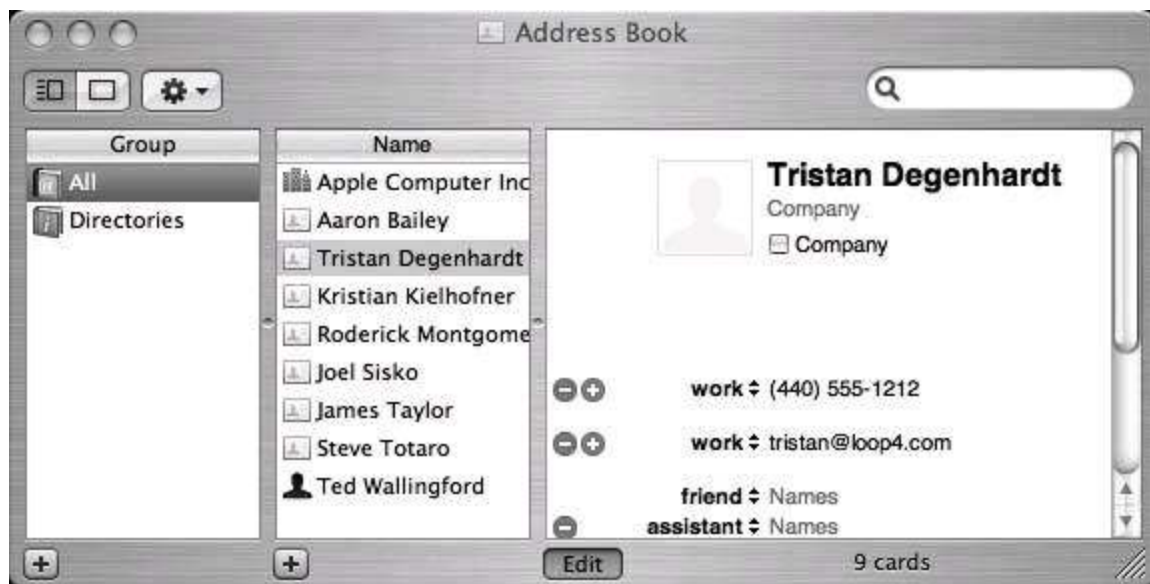 Address Book
Group
All
Directories
Name
Apple Computer Inc
Aaron Bailey
Tristan Degenhardt
Kristian Kielhofner
Roderick Montgome
Joel Sisko
James Taylor
Steve Totaro
Ted Wallingford
Tristan Degenhardt
Company
Company
work (440) 555-1212
work tristan@loop4.com
friend Names
assistant Names
Edit
9 cards